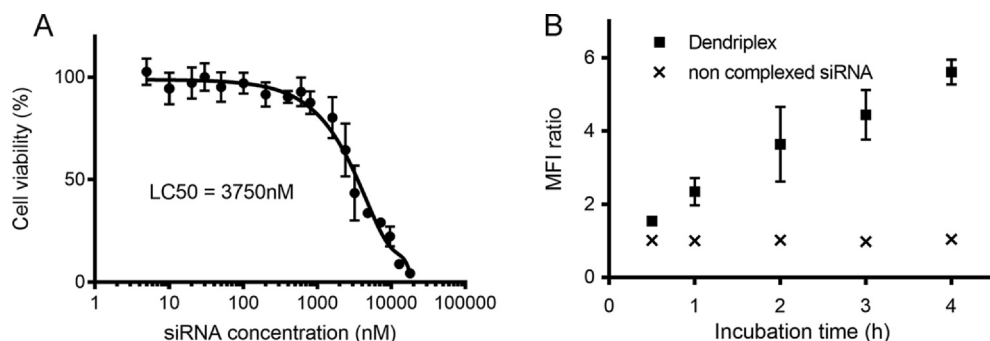 A
Cell viability (%)
100
50
0
LC50 = 3750nM
1 10 100 1000 10000 100000
siRNA concentration (nM)
B
MFI ratio
6
4
2
0
Dendriplex
non complexed siRNA
0 1 2 3 4
Incubation time (h)